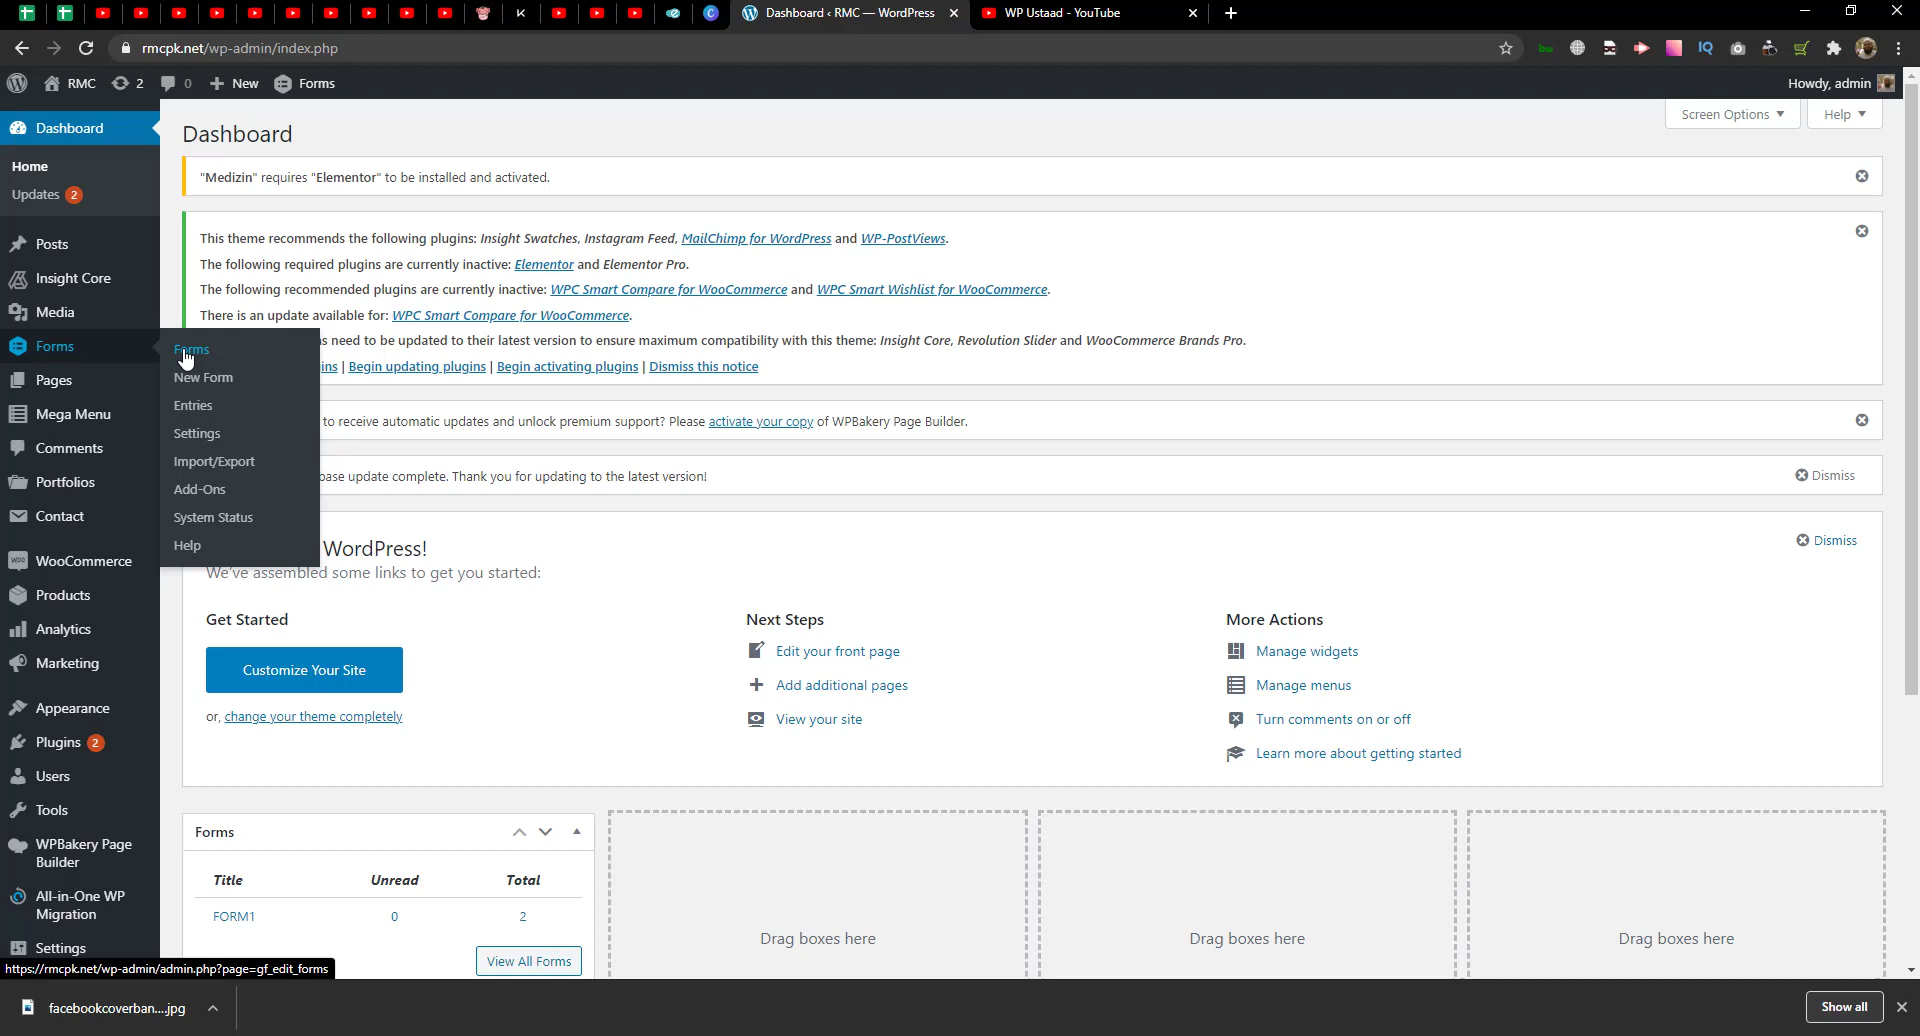 Dashboard ‹ RMC — WordPress
WP Ustaad - YouTube
rmcpk.net/wp-admin/index.php
RMC
2
0
New
Forms
Howdy, admin
Dashboard
Home
Updates 2
Posts
Insight Core
Media
Forms
Pages
Mega Menu
Comments
Portfolios
Contact
WooCommerce
Products
Analytics
Marketing
Appearance
Plugins 2
Users
Tools
WPBakery Page
Builder
All-in-One WP
Migration
Settings
Forms
New Form
Entries
Settings
Import/Export
Add-Ons
System Status
Help
Dashboard
Screen Options
Help
"Medizin" requires "Elementor" to be installed and activated.
This theme recommends the following plugins: Insight Swatches, Instagram Feed, MailChimp for WordPress and WP-PostViews.
The following required plugins are currently inactive: Elementor and Elementor Pro.
The following recommended plugins are currently inactive: WPC Smart Compare for WooCommerce and WPC Smart Wishlist for WooCommerce.
There is an update available for: WPC Smart Compare for WooCommerce.
s need to be updated to their latest version to ensure maximum compatibility with this theme: Insight Core, Revolution Slider and WooCommerce Brands Pro.
ins | Begin updating plugins | Begin activating plugins | Dismiss this notice
to receive automatic updates and unlock premium support? Please activate your copy of WPBakery Page Builder.
base update complete. Thank you for updating to the latest version!
Dismiss
WordPress!
Dismiss
We've assembled some links to get you started:
Get Started
Customize Your Site
or, change your theme completely
Next Steps
Edit your front page
Add additional pages
View your site
More Actions
Manage widgets
Manage menus
Turn comments on or off
Learn more about getting started
Forms
Title Unread Total
FORM1 0 2
View All Forms
Drag boxes here
Drag boxes here
Drag boxes here
https://rmcpk.net/wp-admin/admin.php?page=gf_edit_forms
facebookcoverban....jpg
Show all